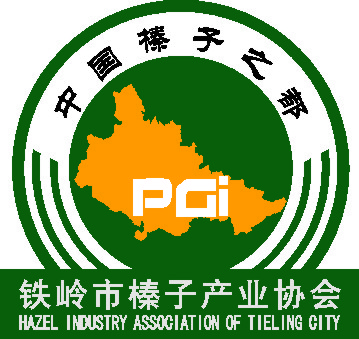 中国榛子之都
PGi
铁岭市榛子产业协会
HAZEL INDUSTRY ASSOCIATION OF TIELING CITY